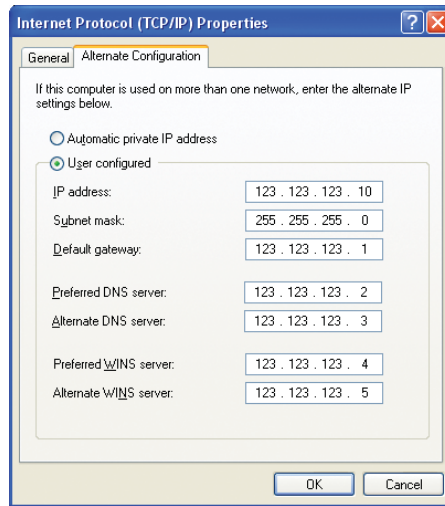 Internet Protocol (TCP/IP) Properties
General
Alternate Configuration
If this computer is used on more than one network, enter the alternate IP
settings below.
Automatic private IP address
User configured
IP address: 123 . 123 . 123 . 10
Subnet mask: 255 . 255 . 255 . 0
Default gateway: 123 . 123 . 123 . 1
Preferred DNS server: 123 . 123 . 123 . 2
Alternate DNS server: 123 . 123 . 123 . 3
Preferred WINS server: 123 . 123 . 123 . 4
Alternate WINS server: 123 . 123 . 123 . 5
OK Cancel